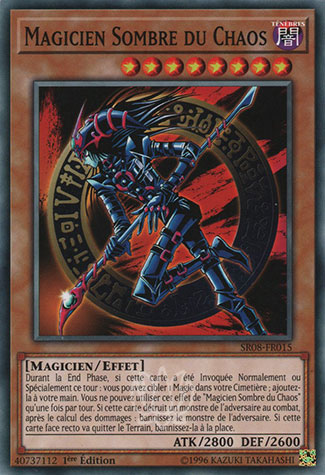 MAGICIEN SOMBRE DU CHAOS
TÉNÈBRES
闇
SR08-FR015
[MAGICIEN/EFFET]
Durant la End Phase, si cette carte a été Invoquée Normalement ou
Spécialement ce tour : vous pouvez cibler 1 Magie dans votre Cimetière ; ajoutez-
la à votre main. Vous ne pouvez utiliser cet effet de "Magicien Sombre du Chaos"
qu'une fois par tour. Si cette carte détruit un monstre de l'adversaire au combat,
après le calcul des dommages : bannissez le monstre de l'adversaire. Si cette
carte face recto va quitter le Terrain, bannissez-la à la place.
ATK/2800 DEF/2600
40737112 1ère Édition ©1996 KAZUKI TAKAHASHI